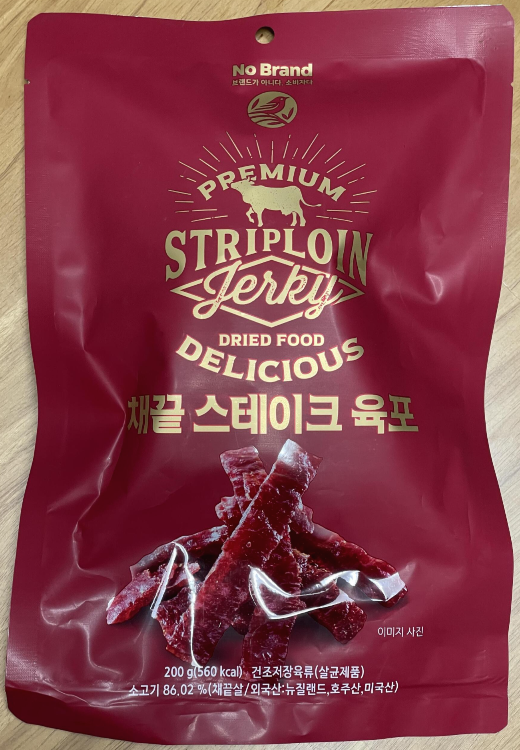 No Brand
브랜드가 아니다. 소비자다
PREMIUM
STRIPLOIN
Jerky
DRIED FOOD
DELICIOUS
채끝 스테이크 육포
이미지 사진
200 g(560 kcal) 건조저장육류(살균제품)
소고기 86.02 %(채끝살/외국산:뉴질랜드,호주산,미국산)